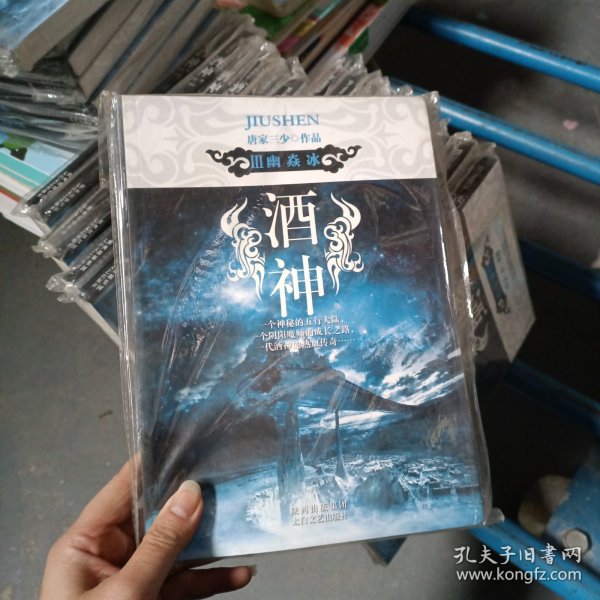 JIUSHEN
唐家三少◎作品
Ⅲ幽焱冰
酒
神
一个神秘的五行大陆，
一个阴阳魔师的成长之路，
一代酒神的热血传奇……
陕西出版集团
太白文艺出版社
孔夫子旧书网
www.kongfz.com